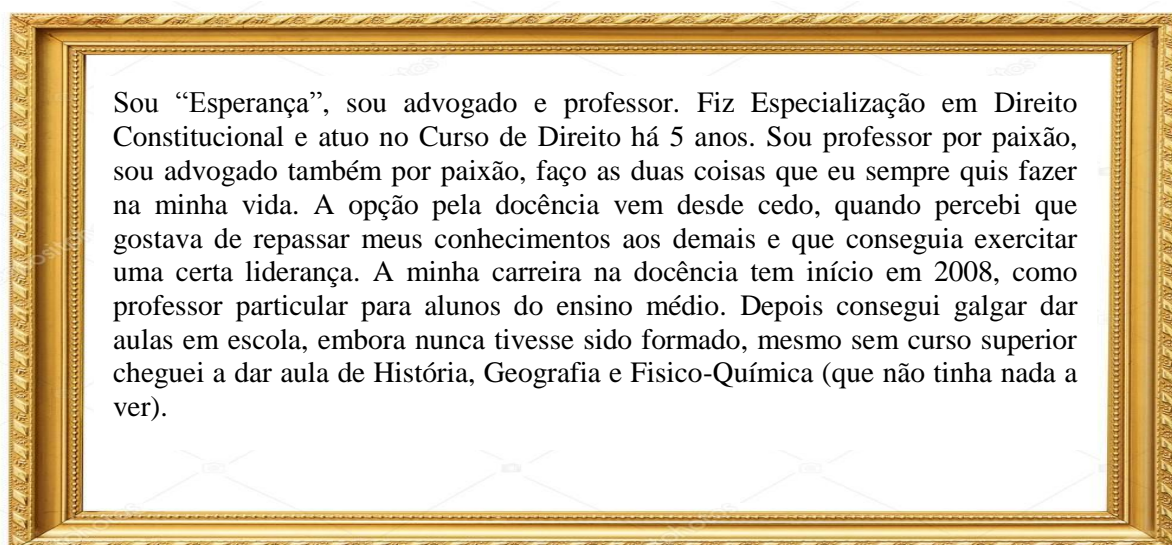 Sou “Esperança”, sou advogado e professor. Fiz Especialização em Direito
Constitucional e atuo no Curso de Direito há 5 anos. Sou professor por paixão,
sou advogado também por paixão, faço as duas coisas que eu sempre quis fazer
na minha vida. A opção pela docência vem desde cedo, quando percebi que
gostava de repassar meus conhecimentos aos demais e que conseguia exercitar
uma certa liderança. A minha carreira na docência tem início em 2008, como
professor particular para alunos do ensino médio. Depois consegui galgar dar
aulas em escola, embora nunca tivesse sido formado, mesmo sem curso superior
cheguei a dar aula de História, Geografia e Fisico-Química (que não tinha nada a
ver).